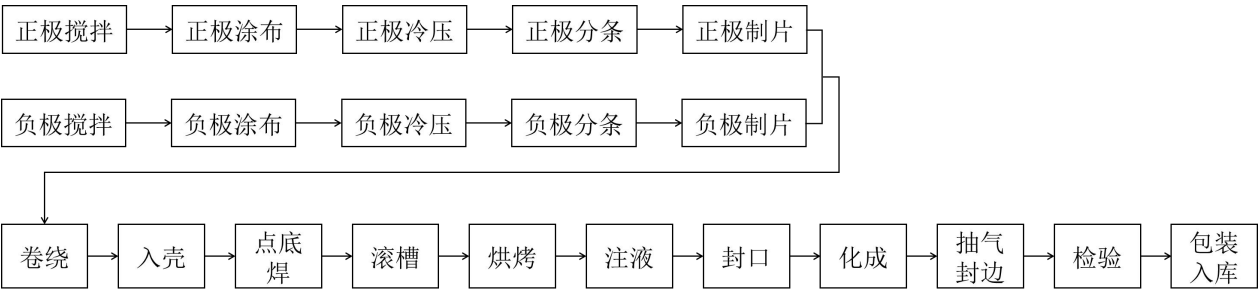 正极搅拌
正极涂布
正极冷压
正极分条
正极制片
负极搅拌
负极涂布
负极冷压
负极分条
负极制片
卷绕
入壳
点底
焊
滚槽
烘烤
注液
封口
化成
抽气
封边
检验
包装
入库